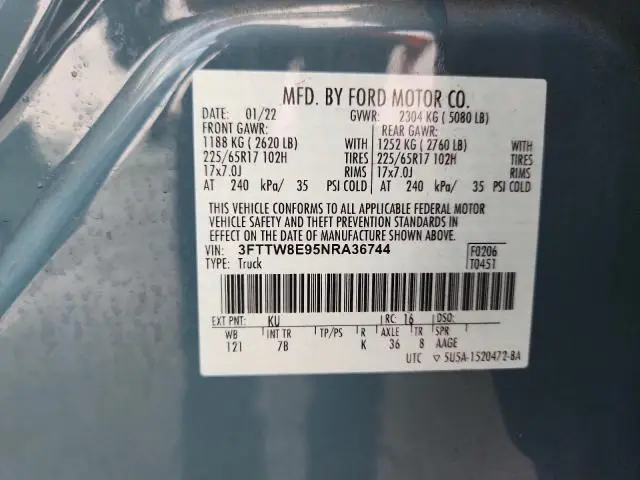 MFD. BY FORD MOTOR CO.
DATE: 01/22 GVWR: 2304 KG ( 5080 LB)
FRONT GAWR: REAR GAWR:
1188 KG ( 2620 LB) WITH 1252 KG ( 2760 LB) WITH
225/65R17 102H TIRES 225/65R17 102H TIRES
17x7.0J RIMS 17x7.0J RIMS
AT 240 kPa/ 35 PSI COLD AT 240 kPa/ 35 PSI COLD
THIS VEHICLE CONFORMS TO ALL APPLICABLE FEDERAL MOTOR
VEHICLE SAFETY AND THEFT PREVENTION STANDARDS IN
EFFECT ON THE DATE OF MANUFACTURE SHOWN ABOVE.
VIN: 3FTTW8E95NRA36744 F0206
TYPE: Truck T0451
EXT PNT: KU RC: 16 DSO:
WB INT TR TP/PS R AXLE TR SPR
121 7B K 36 8 AAGE
UTC ▽ 5U5A-1520472-BA